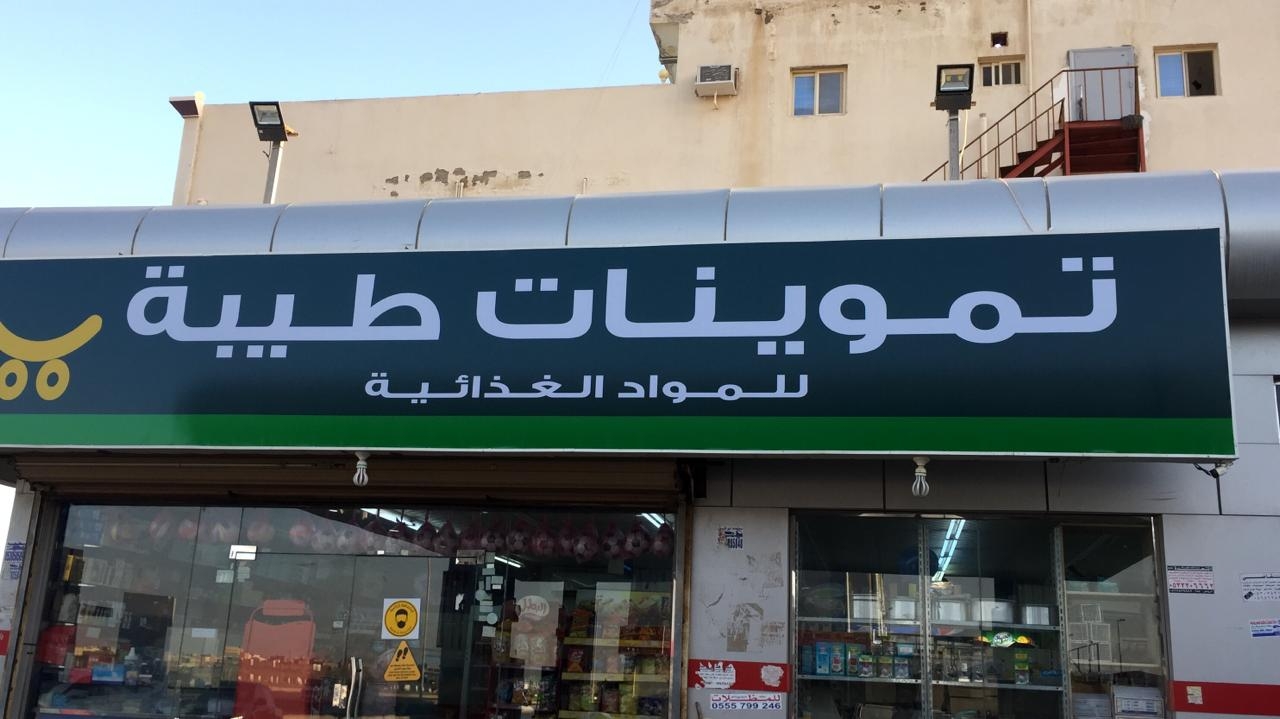 تموينات طيبة
للمواد الغذائية
0555 799 246